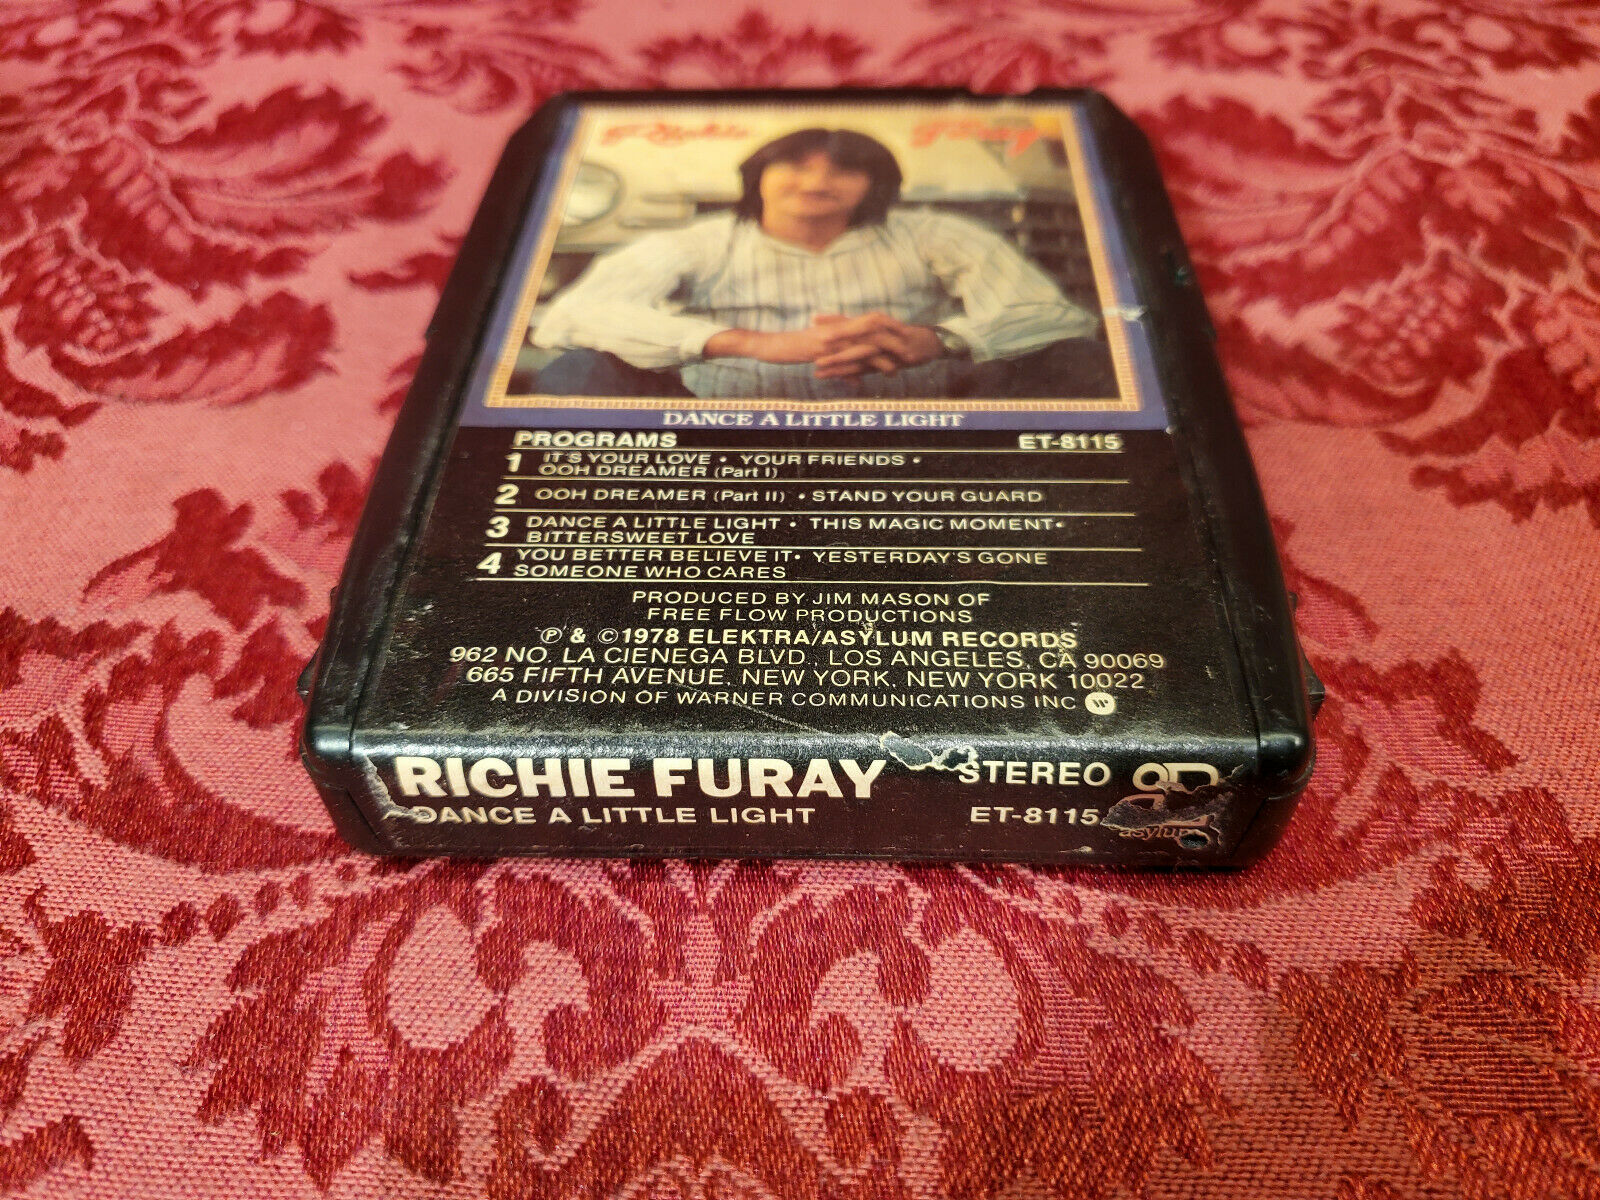 Richie Furay
DANCE A LITTLE LIGHT
PROGRAMS ET-8115
1 IT'S YOUR LOVE • YOUR FRIENDS •
OOH DREAMER (Part I)
2 OOH DREAMER (Part II) • STAND YOUR GUARD
3 DANCE A LITTLE LIGHT • THIS MAGIC MOMENT •
BITTERSWEET LOVE
4 YOU BETTER BELIEVE IT • YESTERDAY'S GONE
SOMEONE WHO CARES
PRODUCED BY JIM MASON OF
FREE FLOW PRODUCTIONS
℗ & ©1978 ELEKTRA/ASYLUM RECORDS
962 NO. LA CIENEGA BLVD., LOS ANGELES, CA 90069
665 FIFTH AVENUE, NEW YORK, NEW YORK 10022
A DIVISION OF WARNER COMMUNICATIONS INC
RICHIE FURAY STEREO
DANCE A LITTLE LIGHT ET-8115
asylum